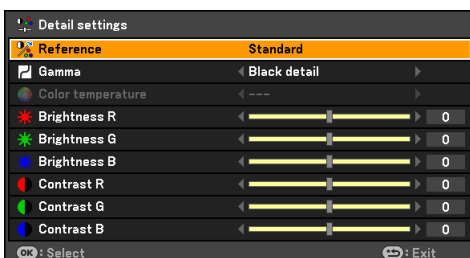 Detail settings
Reference Standard
Gamma Black detail
Color temperature ---
Brightness R 0
Brightness G 0
Brightness B 0
Contrast R 0
Contrast G 0
Contrast B 0
OK : Select : Exit